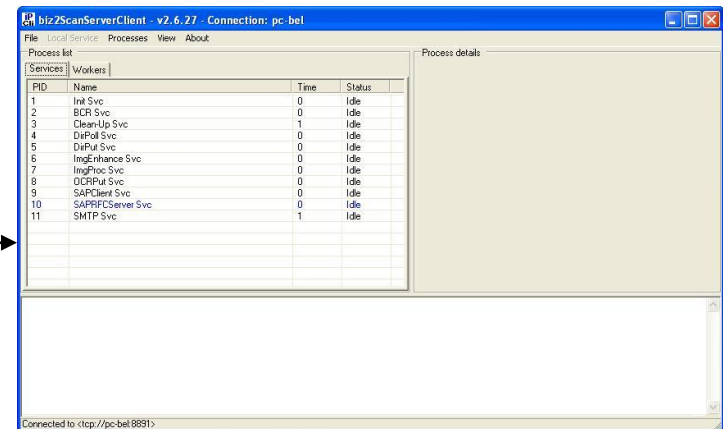 IP Cli biz2ScanServerClient - v2.6.27 - Connection: pc-bel
File Local Service Processes View About
Process list
Process details
Services Workers
PID Name Time Status
1 Init Svc 0 Idle
2 BCR Svc 0 Idle
3 Clean-Up Svc 1 Idle
4 DirPoll Svc 0 Idle
5 DirPut Svc 0 Idle
6 ImgEnhance Svc 0 Idle
7 ImgProc Svc 0 Idle
8 OCRPut Svc 0 Idle
9 SAPClient Svc 0 Idle
10 SAPRFCServer Svc 0 Idle
11 SMTP Svc 1 Idle
Connected to <tcp://pc-bel:8891>